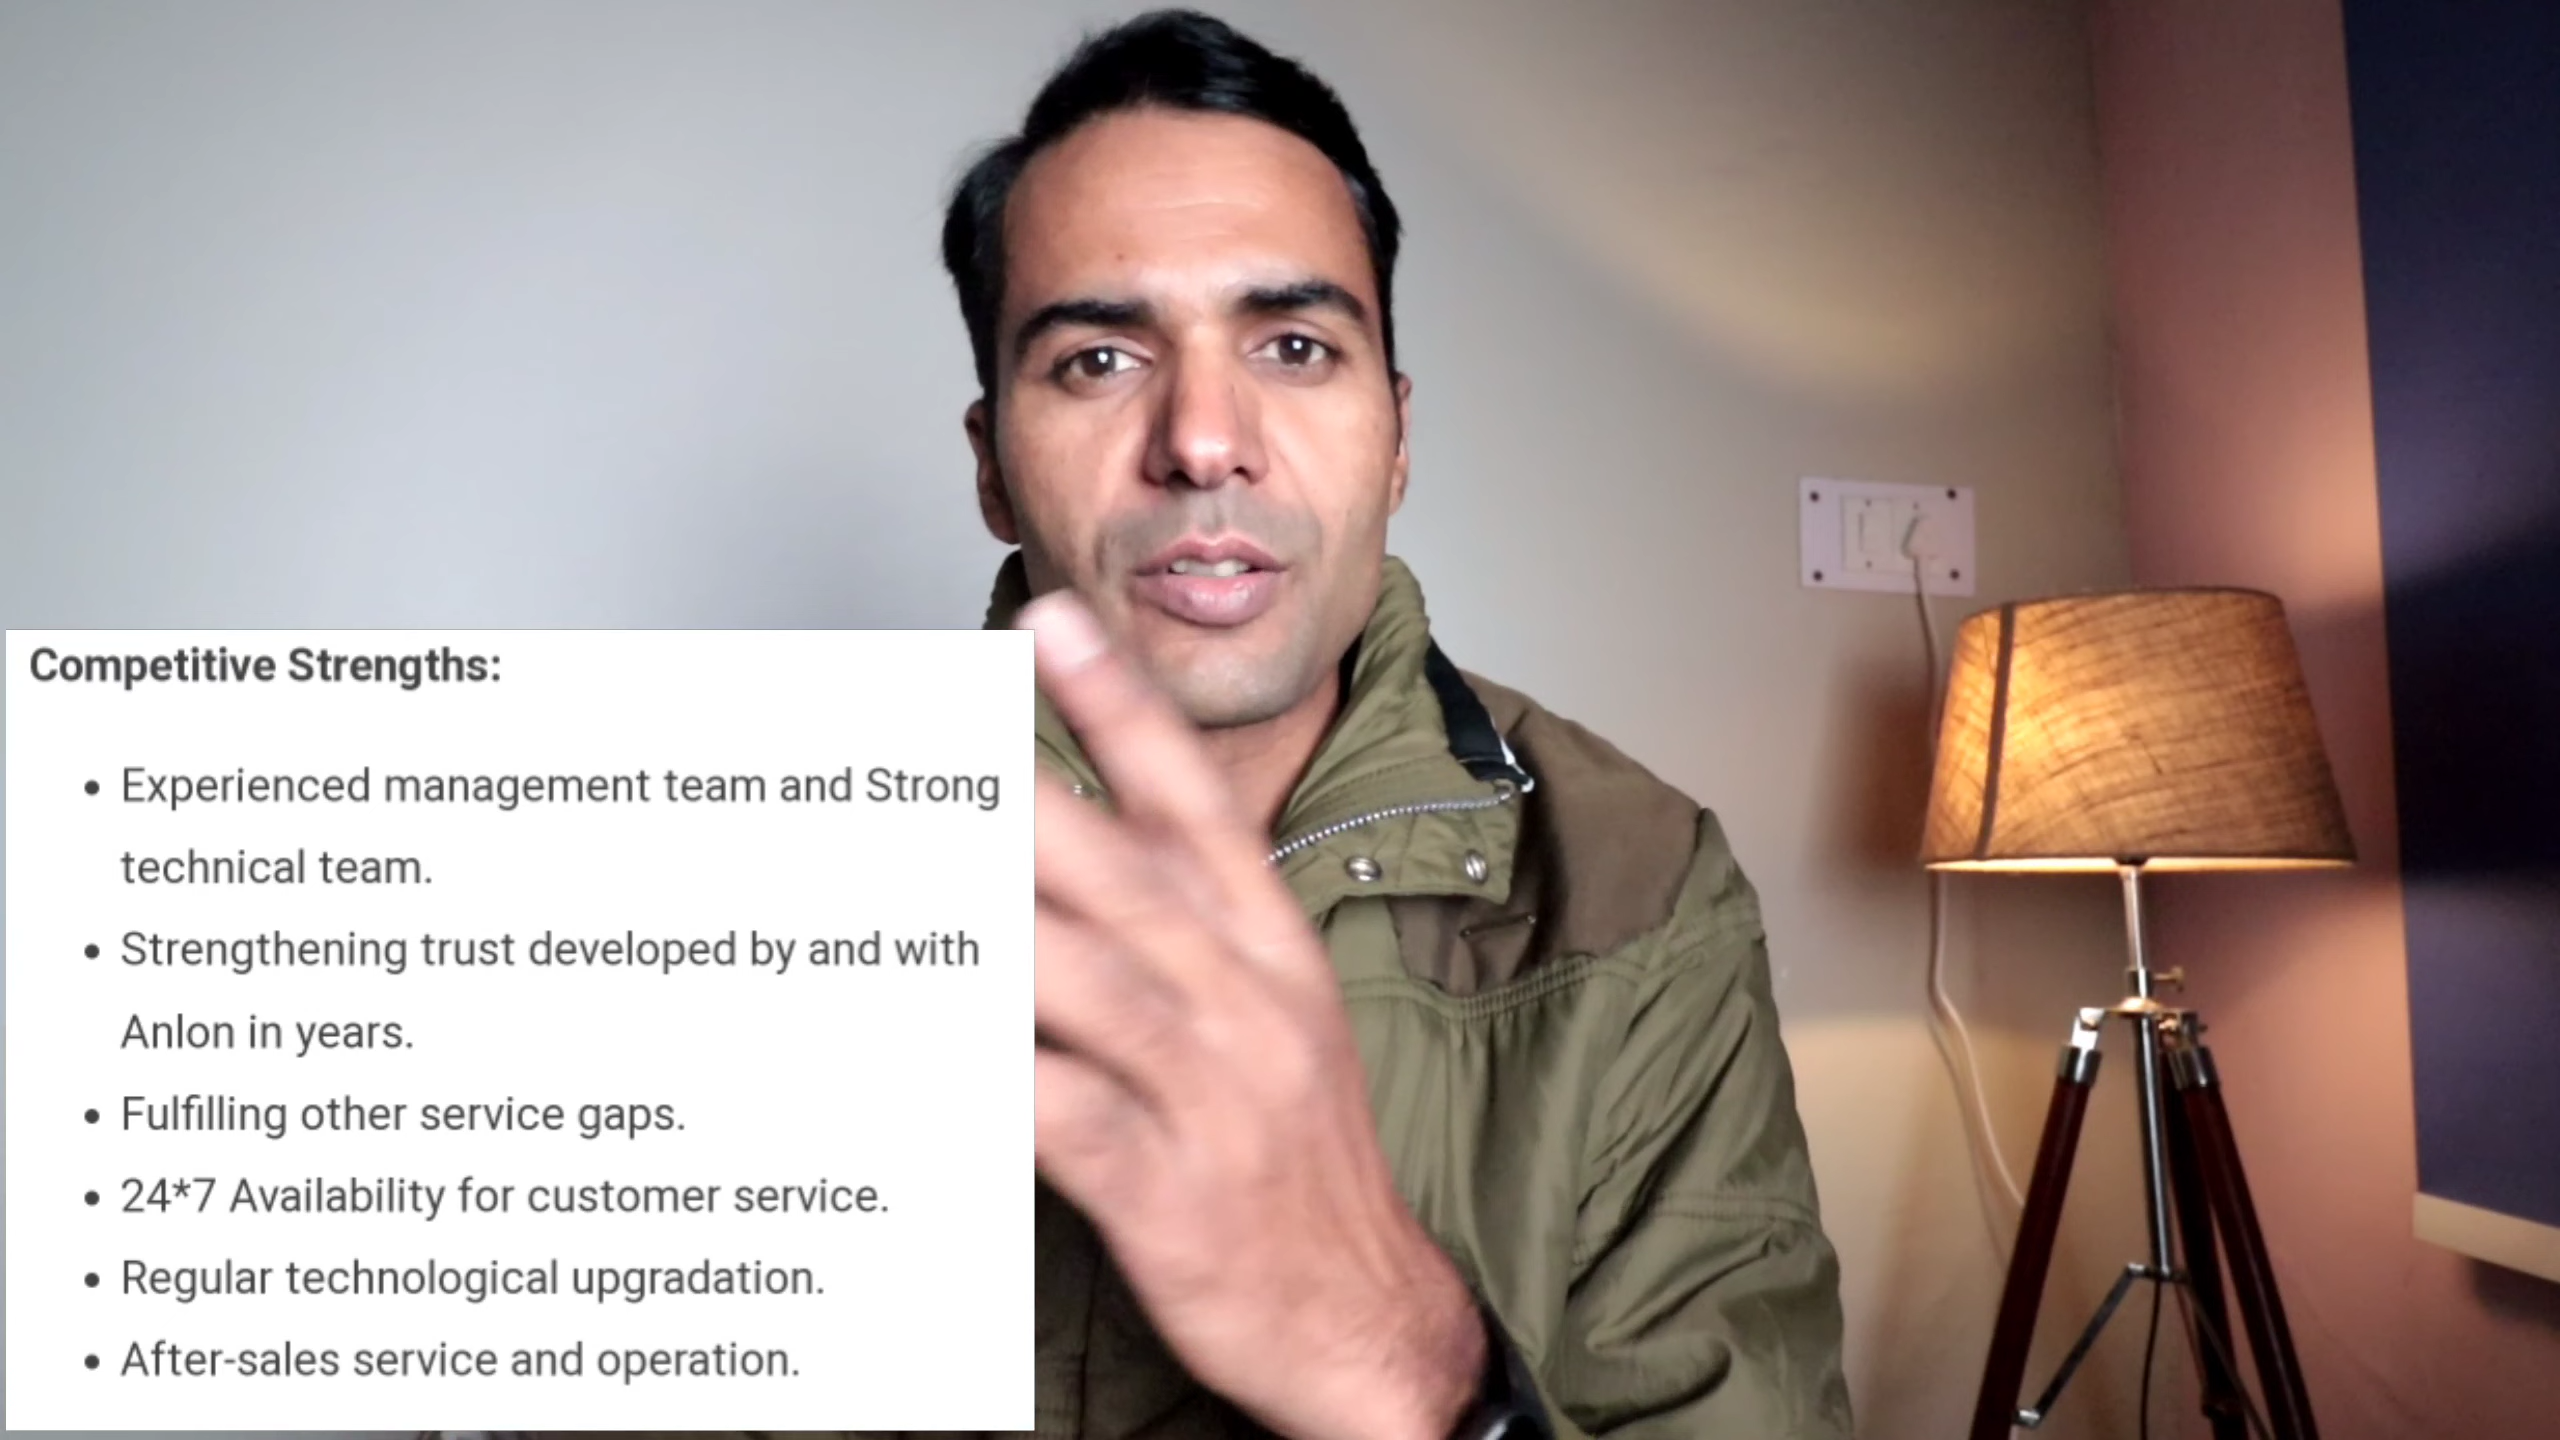 Competitive Strengths:
• Experienced management team and Strong
technical team.
• Strengthening trust developed by and with
Anlon in years.
• Fulfilling other service gaps.
• 24*7 Availability for customer service.
• Regular technological upgradation.
• After-sales service and operation.